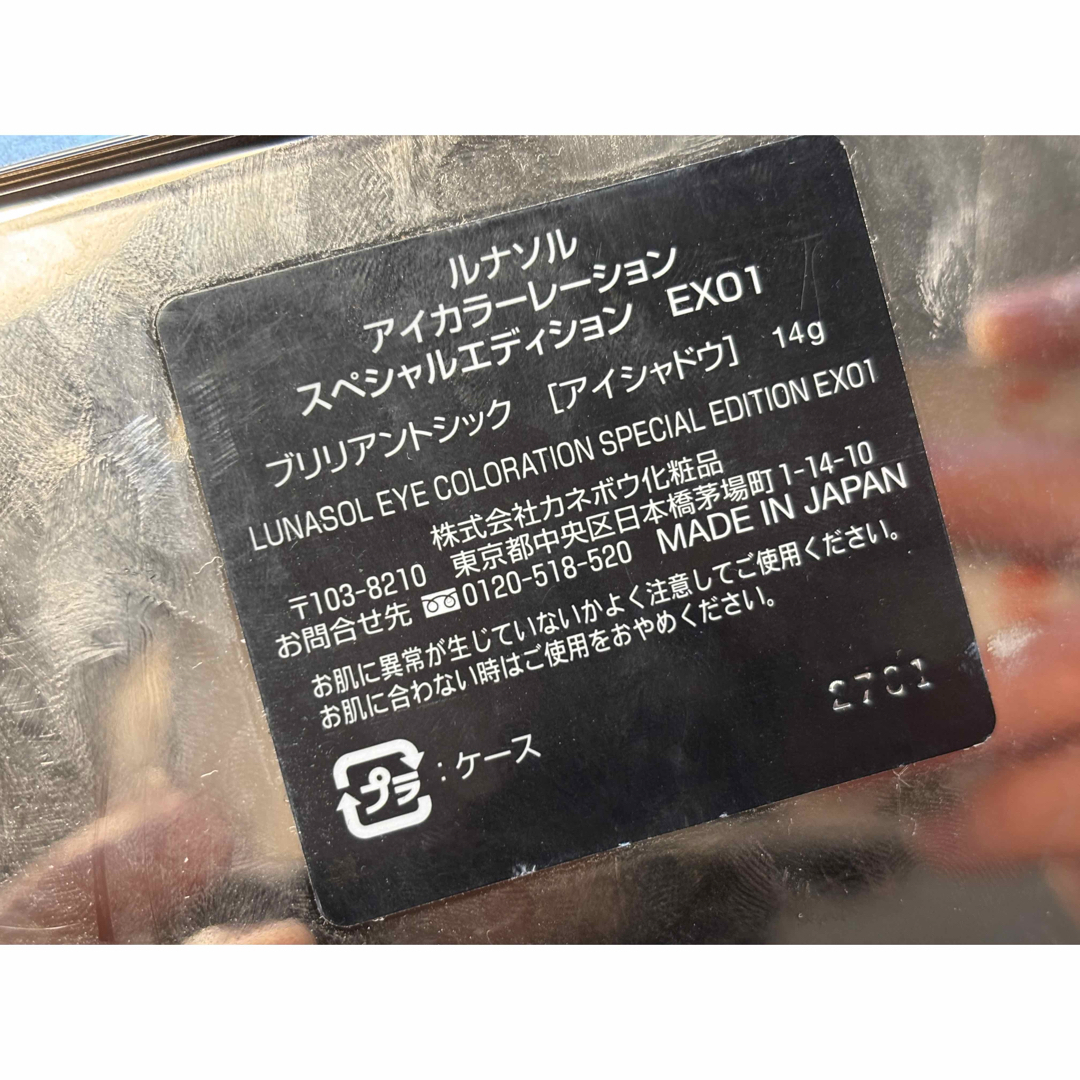 ルナソル
アイカラーレーション
スペシャルエディション EX01
ブリリアントシック [アイシャドウ] 14g
LUNASOL EYE COLORATION SPECIAL EDITION EX01
株式会社カネボウ化粧品
〒103-8210 東京都中央区日本橋茅場町1-14-10
お問合せ先 0120-518-520 MADE IN JAPAN
お肌に異常が生じていないかよく注意してご使用ください。
お肌に合わない時はご使用をおやめください。
プラ : ケース
2701